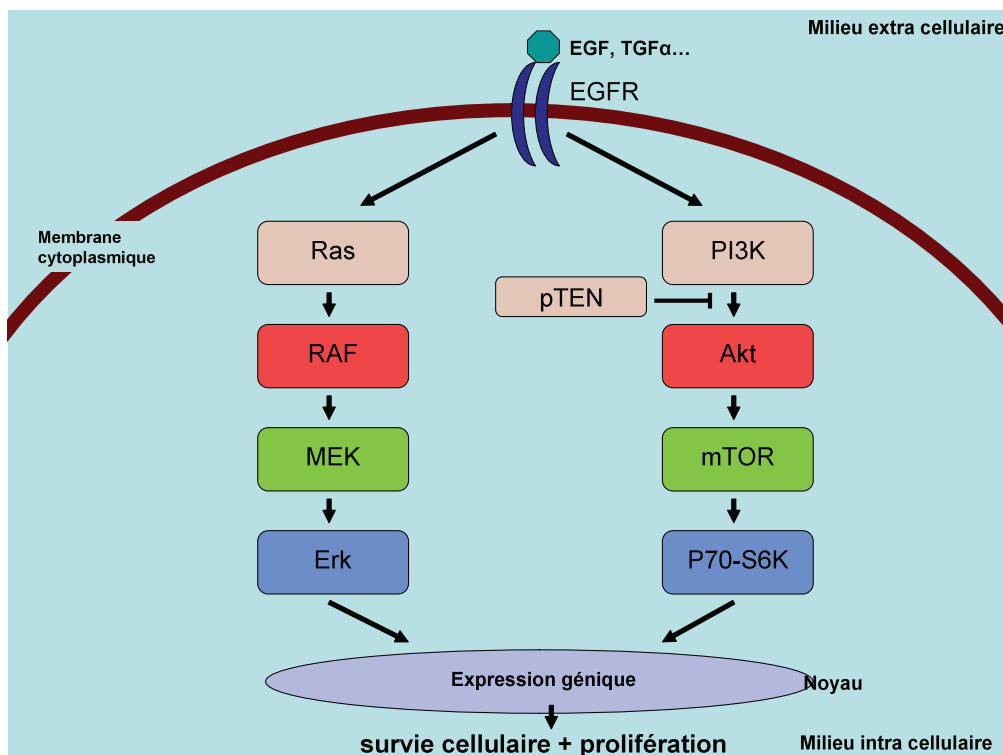 Milieu extra cellulaire
EGF, TGFα...
EGFR
Membrane
cytoplasmique
Ras
PI3K
pTEN
RAF
Akt
MEK
mTOR
Erk
P70-S6K
Expression génique
Noyau
survie cellulaire + prolifération
Milieu intra cellulaire